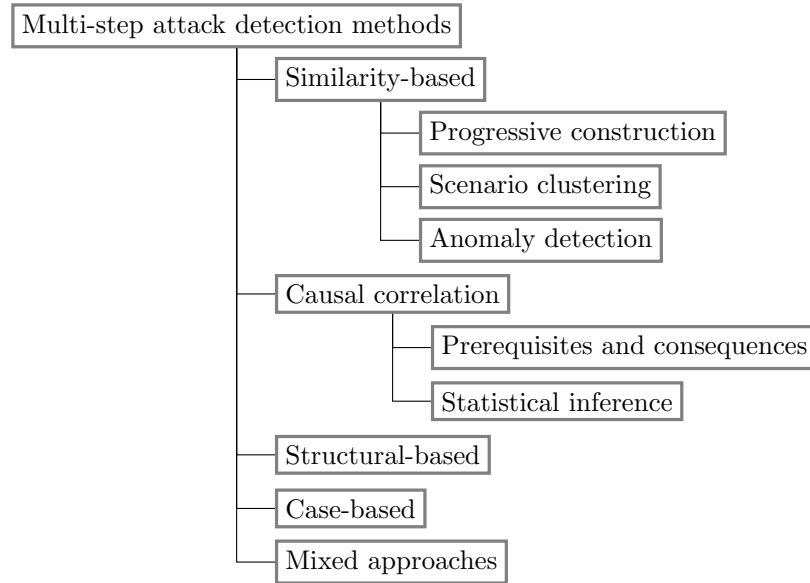 Multi-step attack detection methods
Similarity-based
Progressive construction
Scenario clustering
Anomaly detection
Causal correlation
Prerequisites and consequences
Statistical inference
Structural-based
Case-based
Mixed approaches